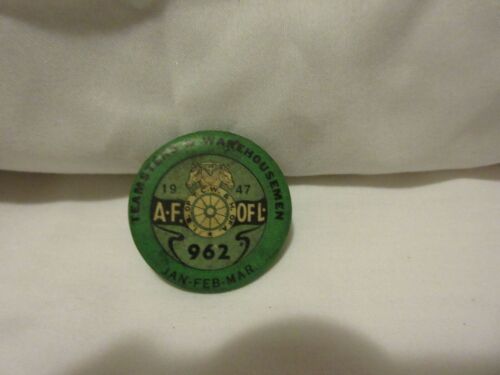 TEAMSTERS & WAREHOUSEMEN
19 47
A·F. OF L·
962
JAN-FEB-MAR.